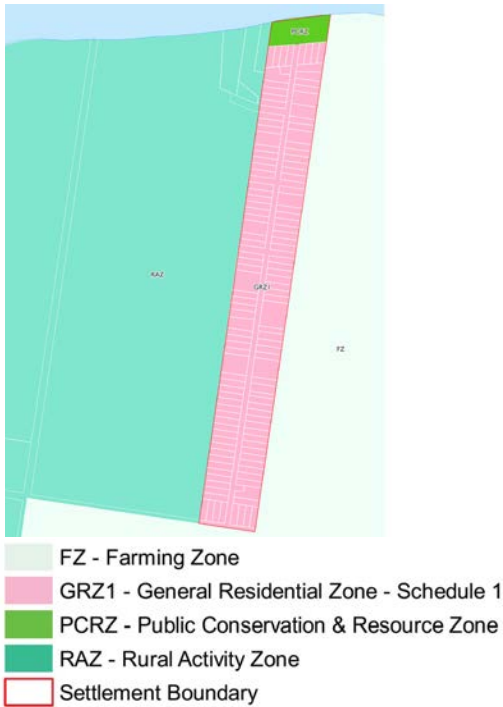 PCRZ
RAZ
GRZ1
FZ
FZ - Farming Zone
GRZ1 - General Residential Zone - Schedule 1
PCRZ - Public Conservation & Resource Zone
RAZ - Rural Activity Zone
Settlement Boundary